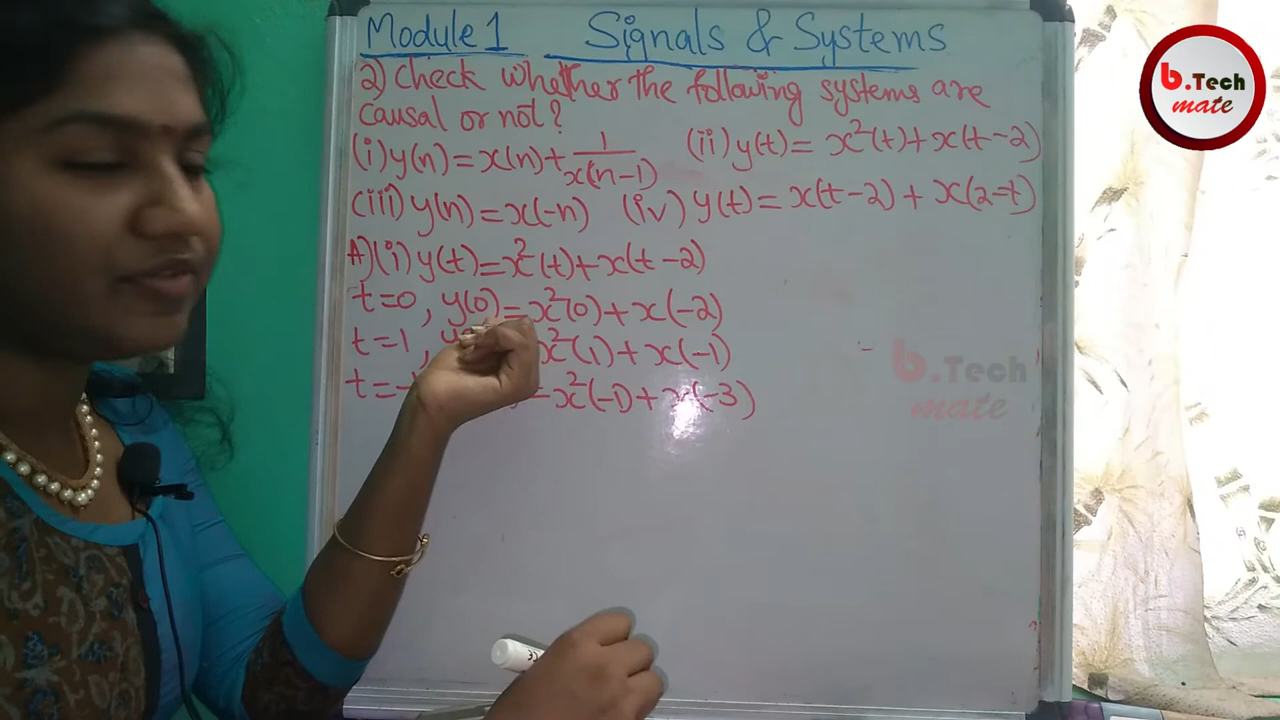 Module 1 Signals & Systems
2) Check whether the following systems are
causal or not?
(i) y(n) = x(n) + 1/x(n-1) (ii) y(t) = x²(t) + x(t-2)
(iii) y(n) = x(-n) (iv) y(t) = x(t-2) + x(2-t)
A) (i) y(t) = x²(t) + x(t-2)
t=0, y(0) = x²(0) + x(-2)
t=1, x²(1) + x(-1)
t=- = x²(-1) + x(-3)
b.Tech
mate
b.Tech
mate